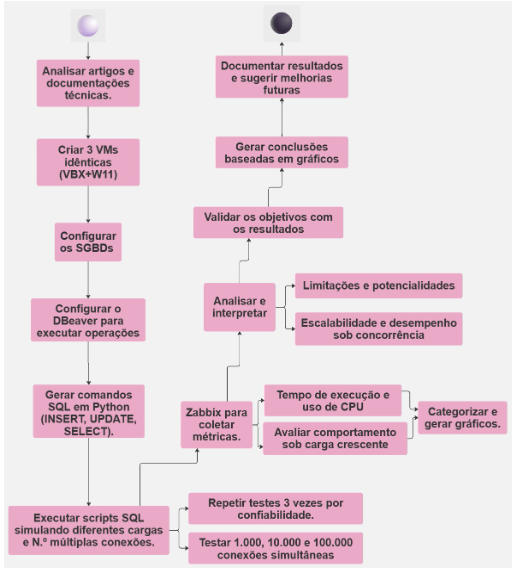 Analisar artigos e
documentações
técnicas.
Criar 3 VMs
idênticas
(VBX+W11)
Configurar
os SGBDs
Configurar o
DBeaver para
executar operações
Gerar comandos
SQL em Python
(INSERT, UPDATE,
SELECT).
Executar scripts SQL
simulando diferentes cargas
e N.º múltiplas conexões.
Repetir testes 3 vezes por
confiabilidade.
Testar 1.000, 10.000 e 100.000
conexões simultâneas
Zabbix para
coletar
métricas.
Tempo de execução e
uso de CPU
Avaliar comportamento
sob carga crescente
Categorizar e
gerar gráficos.
Analisar e
interpretar
Limitações e potencialidades
Escalabilidade e desempenho
sob concorrência
Validar os objetivos com
os resultados
Gerar conclusões
baseadas em gráficos
Documentar resultados
e sugerir melhorias
futuras